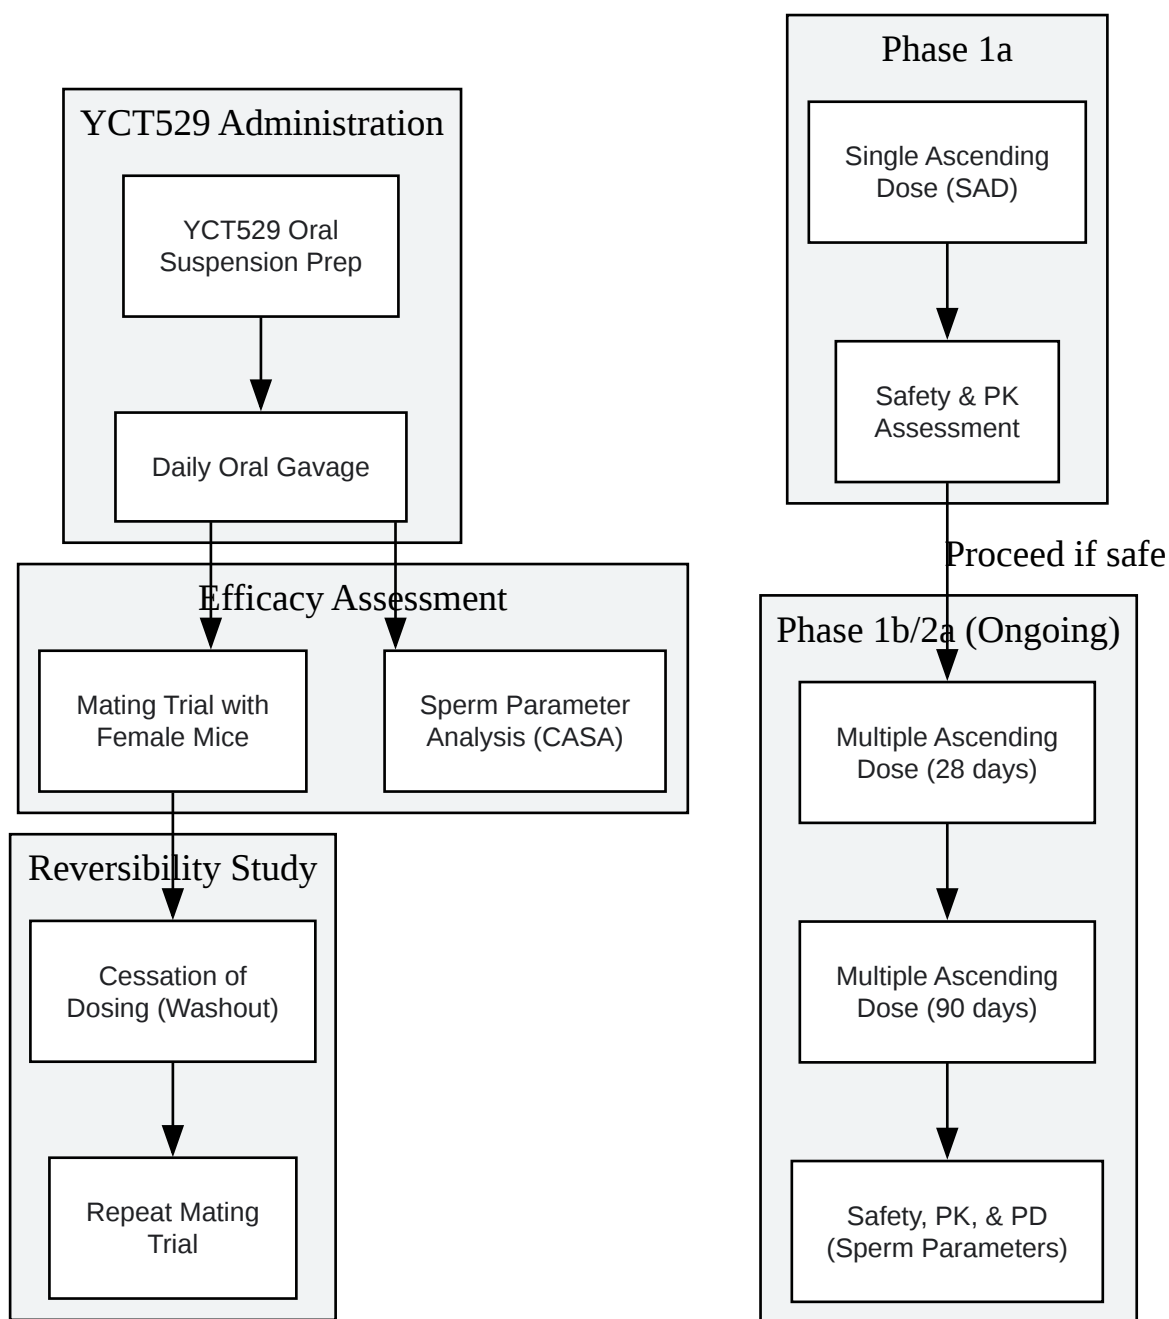 YCT529 Administration
YCT529 Oral
Suspension Prep
Daily Oral Gavage
Efficacy Assessment
Mating Trial with
Female Mice
Sperm Parameter
Analysis (CASA)
Reversibility Study
Cessation of
Dosing (Washout)
Repeat Mating
Trial
Phase 1a
Single Ascending
Dose (SAD)
Safety & PK
Assessment
Proceed if safe
Phase 1b/2a (Ongoing)
Multiple Ascending
Dose (28 days)
Multiple Ascending
Dose (90 days)
Safety, PK, & PD
(Sperm Parameters)